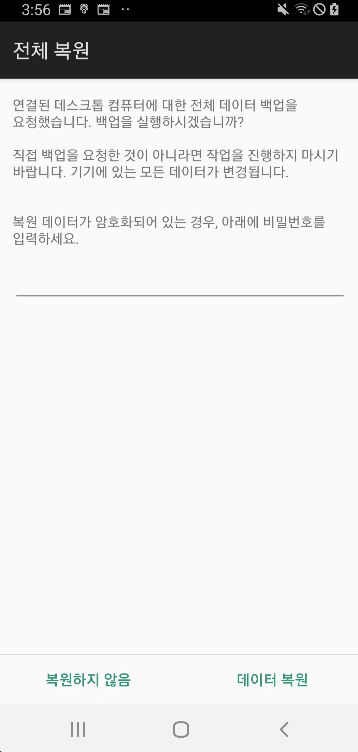 3:56
전체 복원
연결된 데스크톱 컴퓨터에 대한 전체 데이터 백업을
요청했습니다. 백업을 실행하시겠습니까?
직접 백업을 요청한 것이 아니라면 작업을 진행하지 마시기
바랍니다. 기기에 있는 모든 데이터가 변경됩니다.
복원 데이터가 암호화되어 있는 경우, 아래에 비밀번호를
입력하세요.
복원하지 않음 데이터 복원